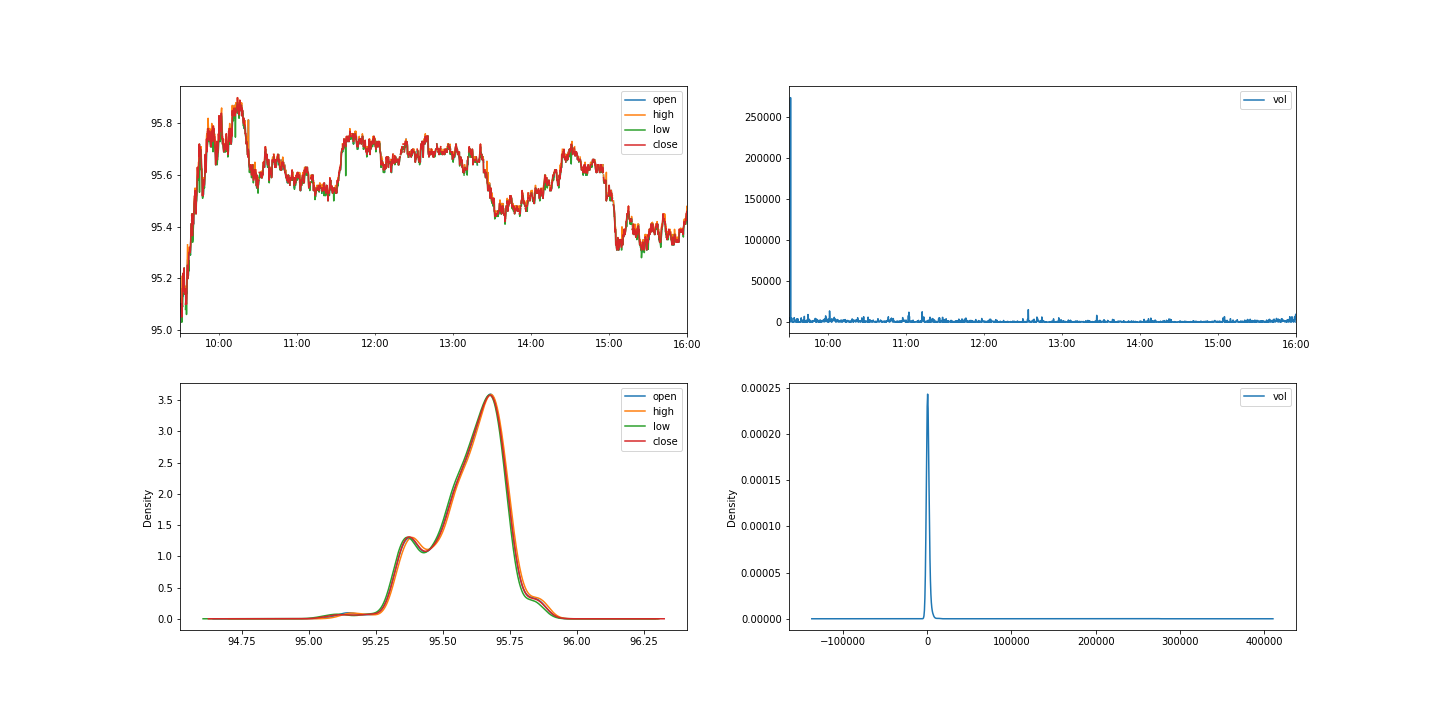 open
high
low
close
95.8
95.6
95.4
95.2
95.0
10:00 11:00 12:00 13:00 14:00 15:00 16:00
vol
250000
200000
150000
100000
50000
0
10:00 11:00 12:00 13:00 14:00 15:00 16:00
open
high
low
close
3.5
3.0
2.5
2.0
1.5
1.0
0.5
0.0
Density
94.75 95.00 95.25 95.50 95.75 96.00 96.25
vol
0.00025
0.00020
0.00015
0.00010
0.00005
0.00000
Density
−100000 0 100000 200000 300000 400000